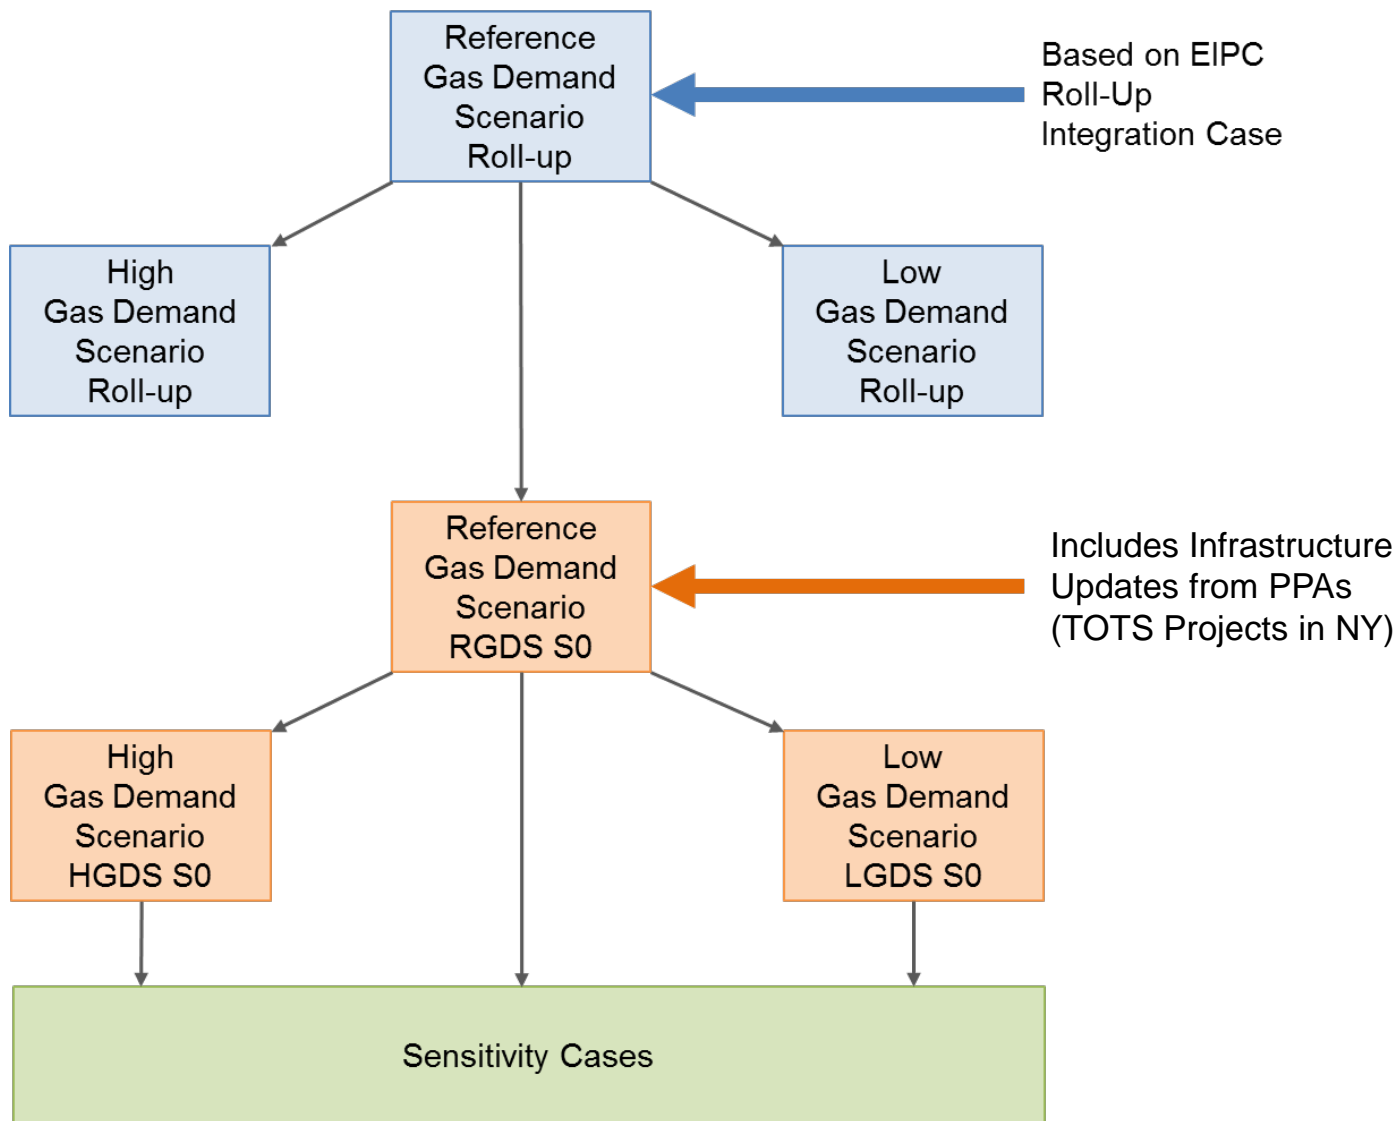 Reference
Gas Demand
Scenario
Roll-up
Based on EIPC
Roll-Up
Integration Case
High
Gas Demand
Scenario
Roll-up
Low
Gas Demand
Scenario
Roll-up
Reference
Gas Demand
Scenario
RGDS S0
Includes Infrastructure
Updates from PPAs
(TOTS Projects in NY)
High
Gas Demand
Scenario
HGDS S0
Low
Gas Demand
Scenario
LGDS S0
Sensitivity Cases